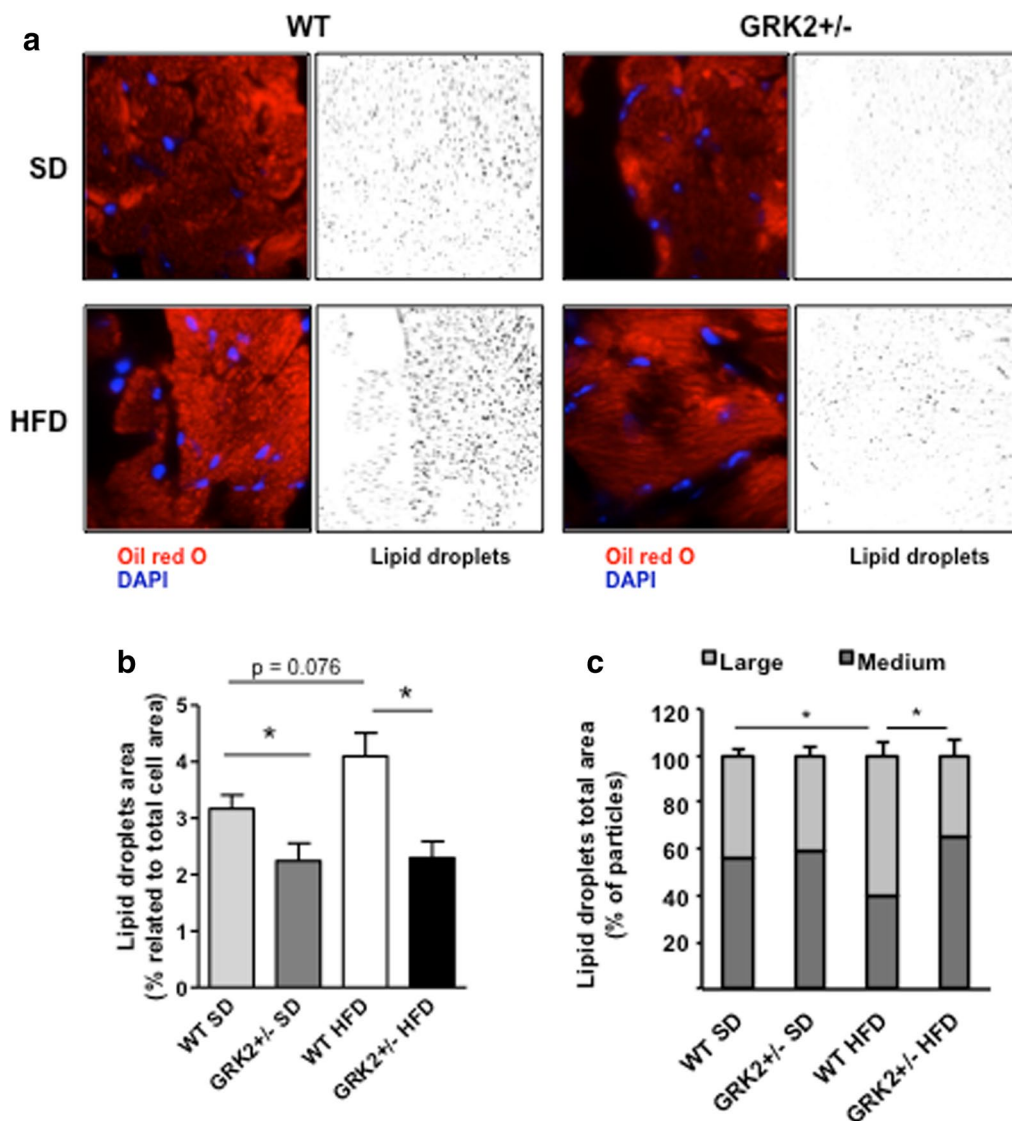 a
WT
GRK2+/-
SD
HFD
Oil red O
DAPI
Lipid droplets
Oil red O
DAPI
Lipid droplets
b
p = 0.076
*
*
Lipid droplets area
(% related to total cell area)
5
4
3
2
1
0
WT SD
GRK2+/- SD
WT HFD
GRK2+/- HFD
c
Large
Medium
*
*
Lipid droplets total area
(% of particles)
120
100
80
60
40
20
WT SD
GRK2+/- SD
WT HFD
GRK2+/- HFD